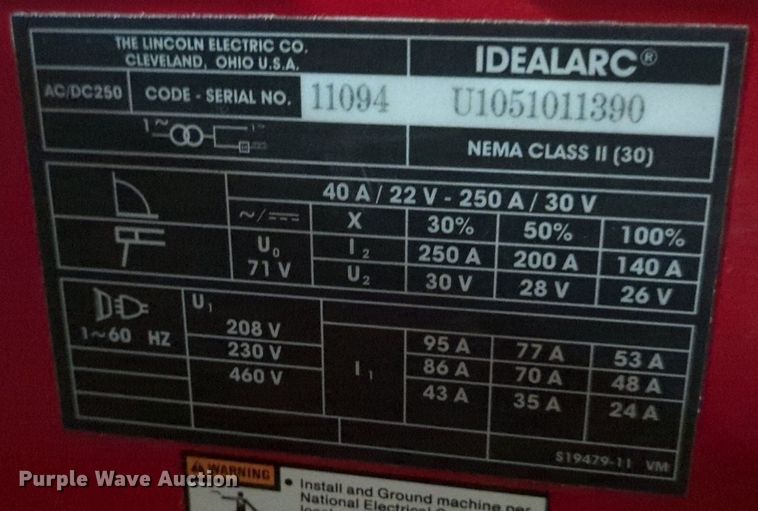 THE LINCOLN ELECTRIC CO.
CLEVELAND, OHIO U.S.A.
IDEALARC®
AC/DC250 CODE - SERIAL NO. 11094 U1051011390
1~
NEMA CLASS II (30)
40 A / 22 V - 250 A / 30 V
X 30% 50% 100%
U0 71 V
I2 250 A 200 A 140 A
U2 30 V 28 V 26 V
1~60 HZ
U1
208 V
230 V
460 V
I1
95 A 77 A 53 A
86 A 70 A 48 A
43 A 35 A 24 A
S19479-11 VM
WARNING
• Install and Ground machine per
National Electrical
Purple Wave Auction